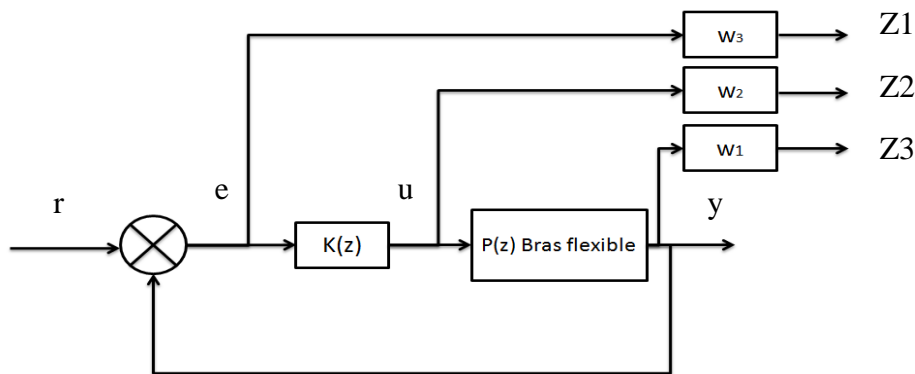 W₃ Z1
W₂ Z2
W₁ Z3
r e u y
K(z) P(z) Bras flexible